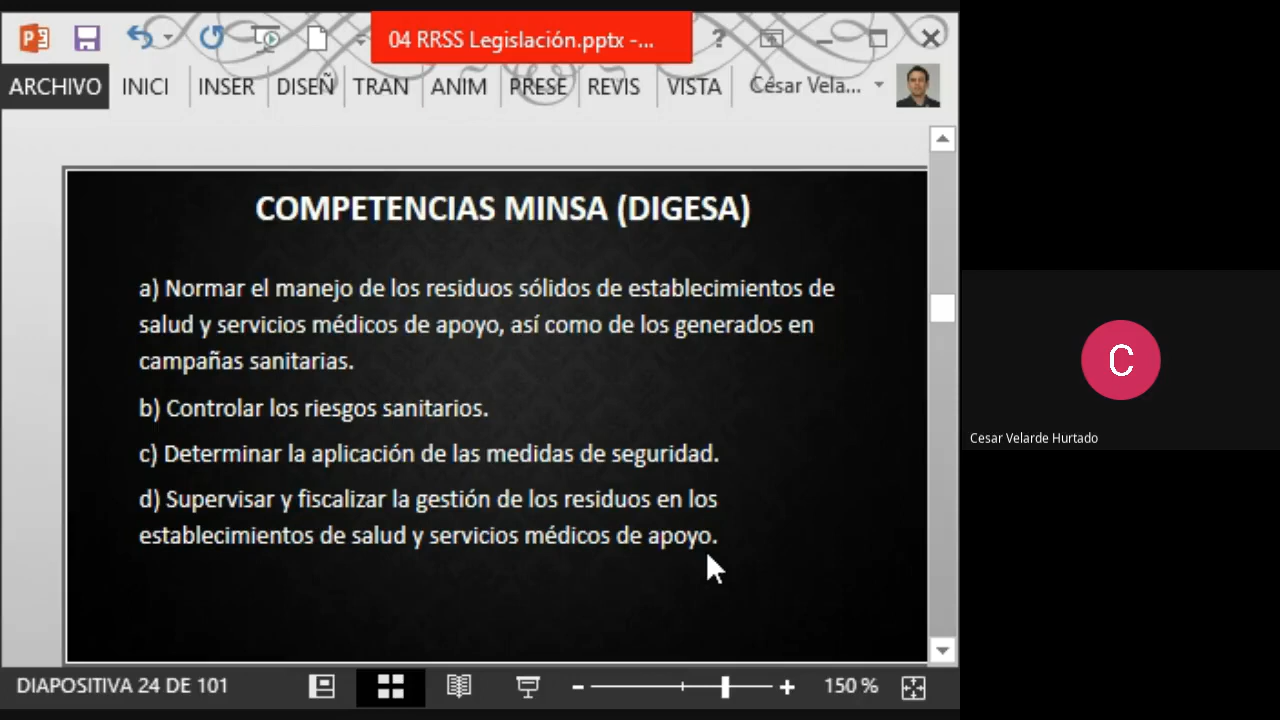 04 RRSS Legislación.pptx -...
?
ARCHIVO INICI INSER DISEÑ TRAN ANIM PRESE REVIS VISTA César Vela...
COMPETENCIAS MINSA (DIGESA)
a) Normar el manejo de los residuos sólidos de establecimientos de
salud y servicios médicos de apoyo, así como de los generados en
campañas sanitarias.
b) Controlar los riesgos sanitarios.
c) Determinar la aplicación de las medidas de seguridad.
d) Supervisar y fiscalizar la gestión de los residuos en los
establecimientos de salud y servicios médicos de apoyo.
C
Cesar Velarde Hurtado
DIAPOSITIVA 24 DE 101
150 %